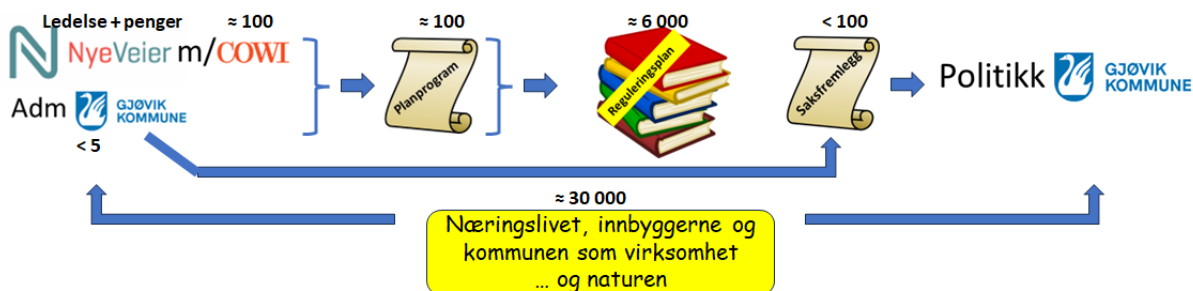 Ledelse + penger
≈ 100
NyeVeier m/COWI
Adm GJØVIK
KOMMUNE
< 5
≈ 100
Planprogram
≈ 6 000
Reguleringsplan
< 100
Saksfremlegg
Politikk GJØVIK
KOMMUNE
≈ 30 000
Næringslivet, innbyggerne og
kommunen som virksomhet
... og naturen